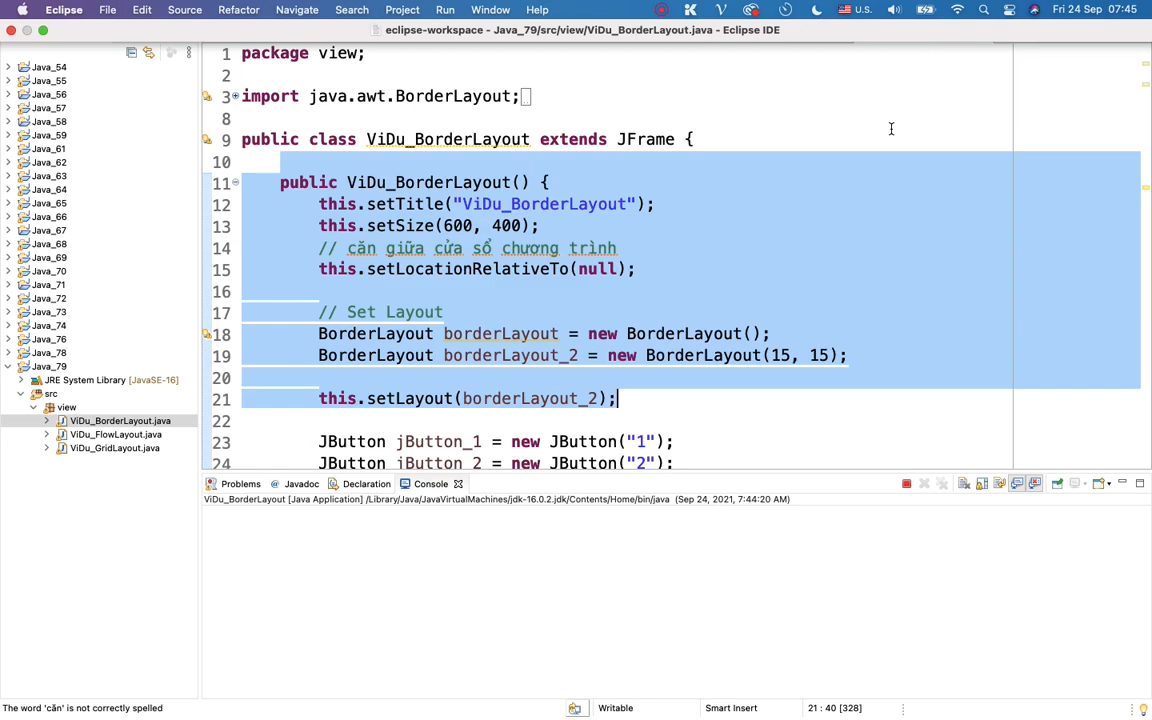 Eclipse File Edit Source Refactor Navigate Search Project Run Window Help U.S. Fri 24 Sep 07:45
eclipse-workspace - Java_79/src/view/ViDu_BorderLayout.java - Eclipse IDE
Java_54
Java_55
Java_56
Java_57
Java_58
Java_59
Java_61
Java_62
Java_63
Java_64
Java_65
Java_66
Java_67
Java_68
Java_69
Java_70
Java_71
Java_72
Java_73
Java_74
Java_76
Java_78
Java_79
JRE System Library [JavaSE-16]
src
view
ViDu_BorderLayout.java
ViDu_FlowLayout.java
ViDu_GridLayout.java
1 package view;
2
3 import java.awt.BorderLayout;
8
9 public class ViDu_BorderLayout extends JFrame {
10
11 public ViDu_BorderLayout() {
12 this.setTitle("ViDu_BorderLayout");
13 this.setSize(600, 400);
14 // căn giữa cửa sổ chương trình
15 this.setLocationRelativeTo(null);
16
17 // Set Layout
18 BorderLayout borderLayout = new BorderLayout();
19 BorderLayout borderLayout_2 = new BorderLayout(15, 15);
20
21 this.setLayout(borderLayout_2);
22
23 JButton jButton_1 = new JButton("1");
24 JButton jButton_2 = new JButton("2");
Problems Javadoc Declaration Console
ViDu_BorderLayout [Java Application] /Library/Java/JavaVirtualMachines/jdk-16.0.2.jdk/Contents/Home/bin/java (Sep 24, 2021, 7:44:20 AM)
The word 'căn' is not correctly spelled Writable Smart Insert 21 : 40 [328]